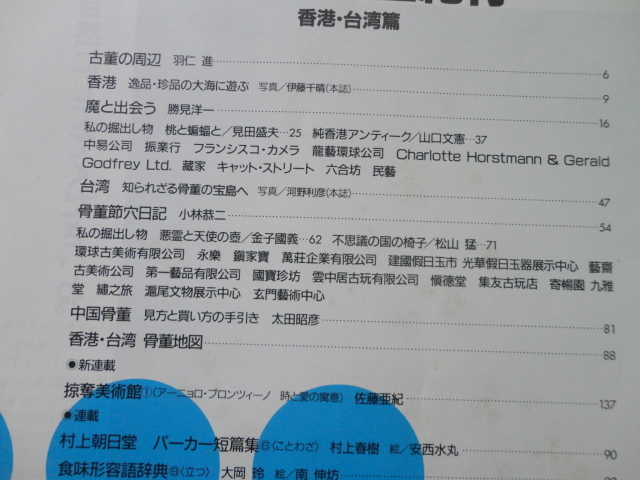 香港・台湾篇
古董の周辺 羽仁 進 6
香港 逸品・珍品の大海に遊ぶ 写真/伊藤千晴(本誌) 9
魔と出会う 勝見洋一 16
私の掘出し物 桃と蝙蝠と/見田盛夫…25 純香港アンティーク/山口文憲…37
中易公司 振業行 フランシスコ・カメラ 龍藝環球公司 Charlotte Horstmann & Gerald
Godfrey Ltd. 藏家 キャット・ストリート 六合坊 民藝
台湾 知られざる骨董の宝島へ 写真/河野利彦(本誌) 47
骨董節穴日記 小林恭二 54
私の掘出し物 悪霊と天使の壺/金子國義…62 不思議の国の椅子/松山 猛…71
環球古美術有限公司 永樂 鎭家寶 萬莊企業有限公司 建國假日玉市 光華假日玉器展示中心 藝嘉
古美術公司 第一藝品有限公司 國寶珍坊 雲中居古玩有限公司 愼德堂 集友古玩店 寄暢園 九雅
堂 繡之旅 滬尾文物展示中心 玄門藝術中心
中国骨董 見方と買い方の手引き 太田昭彦 81
香港・台湾 骨董地図 88
●新連載
掠奪美術館①〈アーニョロ・ブロンツィーノ 時と愛の寓意〉 佐藤亜紀 137
●連載
村上朝日堂 パーカー短篇集⑥〈ことわざ〉 村上春樹 絵/安西水丸 90
食味形容語辞典⑲〈立つ〉 大岡 玲 絵/南 伸坊